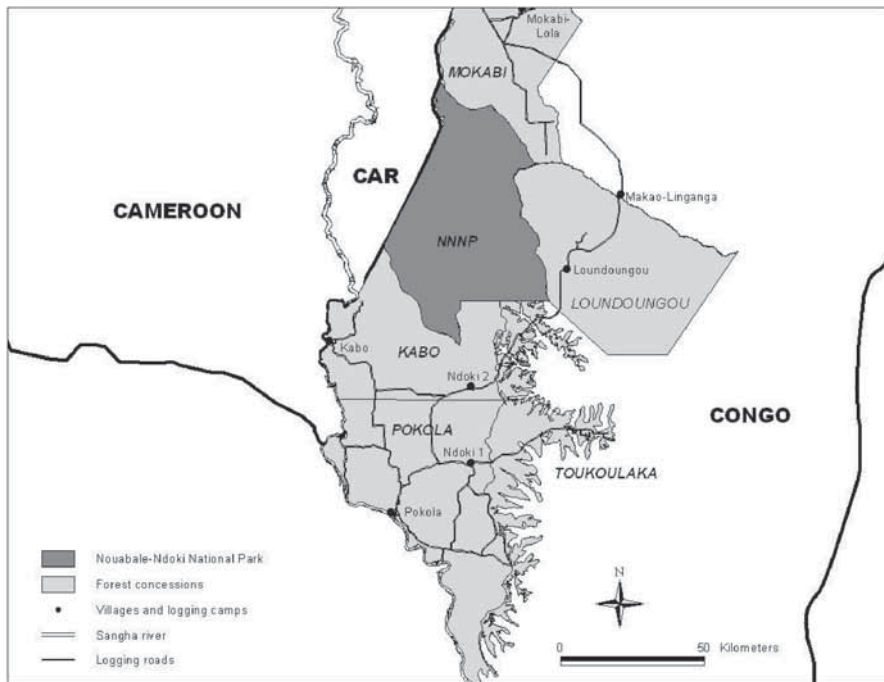 Mokabi-
Lola
MOKABI
CAR
CAMEROON
Makao-Linganga
NNNP
Loundoungou
LOUNDOUNGOU
Kabo
KABO
Ndoki 2
CONGO
POKOLA
Ndoki 1
TOUKOULAKA
Pokola
Nouabale-Ndoki National Park
Forest concessions
Villages and logging camps
Sangha river
Logging roads
N
0 50 Kilometers